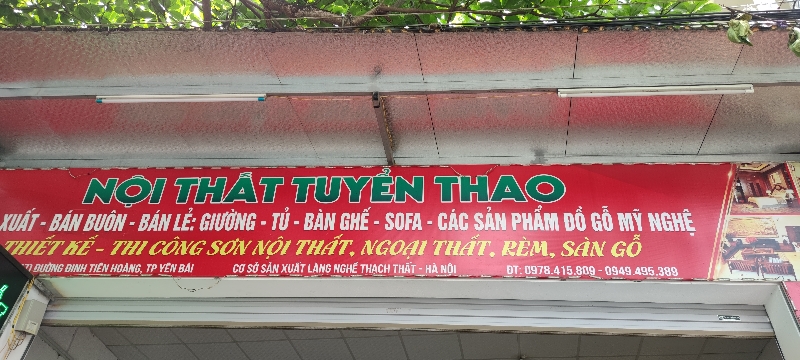 NỘI THẤT TUYỂN THAO
XUẤT - BÁN BUÔN - BÁN LẺ: GIƯỜNG - TỦ - BÀN GHẾ - SOFA - CÁC SẢN PHẨM ĐỒ GỖ MỸ NGHỆ
THIẾT KẾ - THI CÔNG SƠN NỘI THẤT, NGOẠI THẤT, RÈM, SÀN GỖ
ĐƯỜNG ĐINH TIÊN HOÀNG, TP YÊN BÁI CƠ SỞ SẢN XUẤT LÀNG NGHỀ THẠCH THẤT - HÀ NỘI ĐT: 0978.415.809 - 0949.495.389